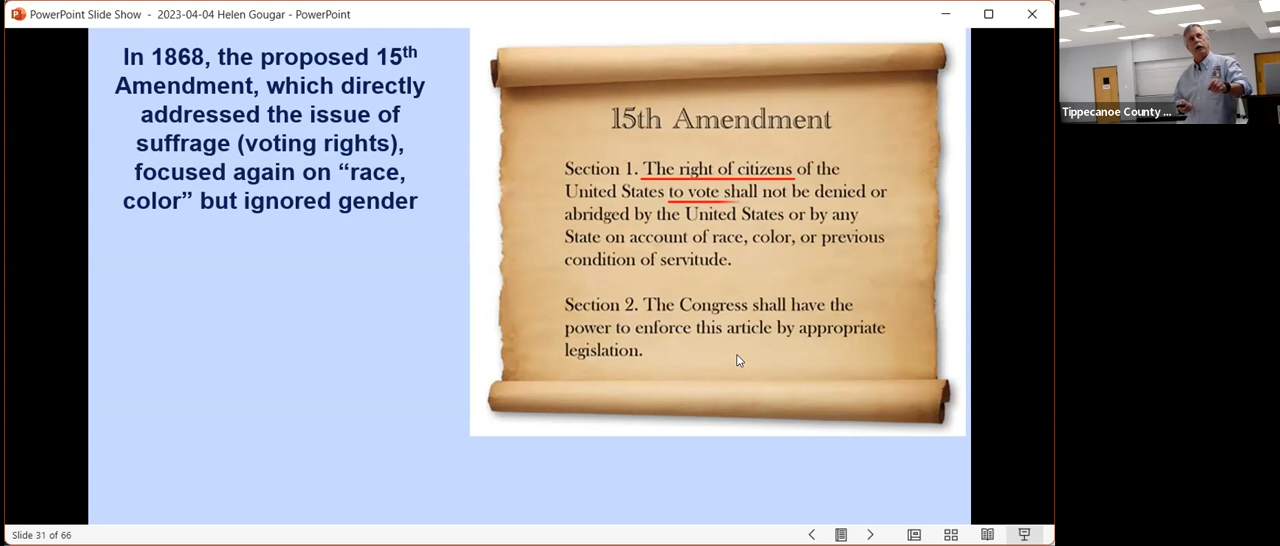 PowerPoint Slide Show - 2023-04-04 Helen Gougar - PowerPoint
In 1868, the proposed 15th
Amendment, which directly
addressed the issue of
suffrage (voting rights),
focused again on “race,
color” but ignored gender
15th Amendment
Section 1. The right of citizens of the
United States to vote shall not be denied or
abridged by the United States or by any
State on account of race, color, or previous
condition of servitude.
Section 2. The Congress shall have the
power to enforce this article by appropriate
legislation.
Tippecanoe County ...
Slide 31 of 66